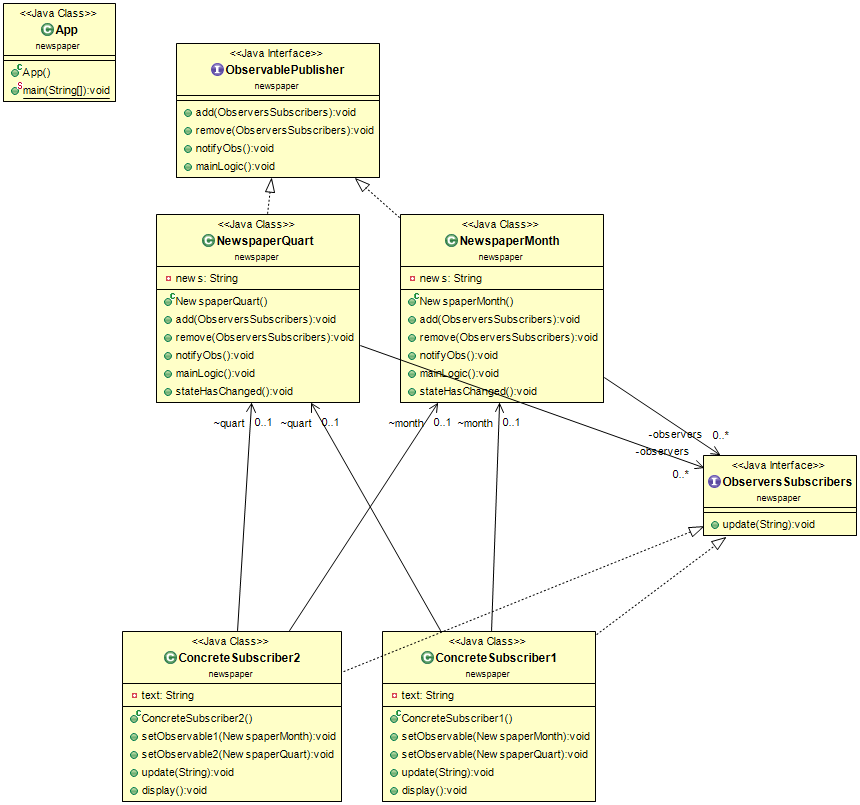 <<Java Class>>
App
newspaper
App()
main(String[]):void
<<Java Interface>>
ObservablePublisher
newspaper
add(ObserversSubscribers):void
remove(ObserversSubscribers):void
notifyObs():void
mainLogic():void
<<Java Class>>
NewspaperQuart
newspaper
news: String
NewspaperQuart()
add(ObserversSubscribers):void
remove(ObserversSubscribers):void
notifyObs():void
mainLogic():void
stateHasChanged():void
<<Java Class>>
NewspaperMonth
newspaper
news: String
NewspaperMonth()
add(ObserversSubscribers):void
remove(ObserversSubscribers):void
notifyObs():void
mainLogic():void
stateHasChanged():void
~quart 0..1
~quart 0..1
~month 0..1
~month 0..1
-observers 0..*
-observers
0..*
<<Java Interface>>
ObserversSubscribers
newspaper
update(String):void
<<Java Class>>
ConcreteSubscriber2
newspaper
text: String
ConcreteSubscriber2()
setObservable1(NewspaperMonth):void
setObservable2(NewspaperQuart):void
update(String):void
display():void
<<Java Class>>
ConcreteSubscriber1
newspaper
text: String
ConcreteSubscriber1()
setObservable(NewspaperMonth):void
setObservable(NewspaperQuart):void
update(String):void
display():void